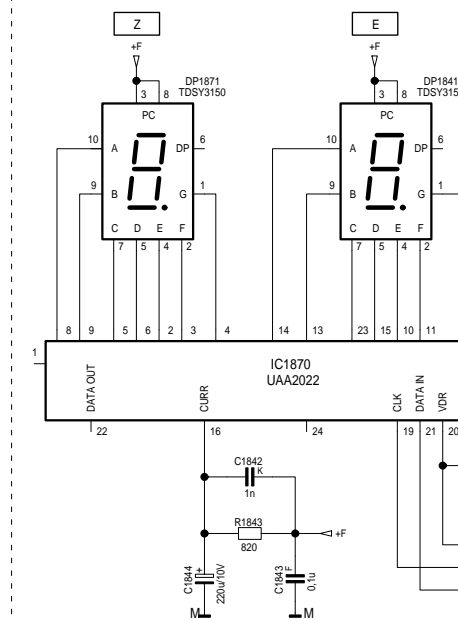 Z E
+F +F
DP1871 DP1841
TDSY3150 TDSY315
3 8 3 8
PC PC
10 A DP 6 10 A DP 6
9 B G 1 9 B G 1
C D E F C D E F
7 5 4 2 7 5 4 2
8 9 5 6 2 3 4 14 13 23 15 10 11
1
IC1870
UAA2022
DATA OUT CURR CLK DATA IN VDR
22 16 24 19 21 20
C1842
K
1n
R1843
+F
820
C1844 + 220u/10V C1843 F 0,1u
M M